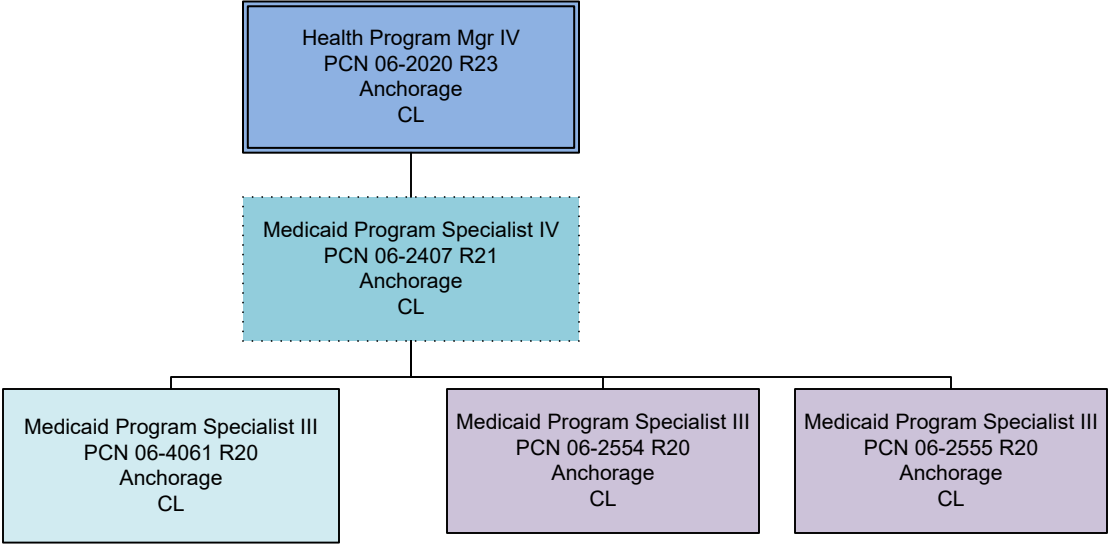 Health Program Mgr IV
PCN 06-2020 R23
Anchorage
CL
Medicaid Program Specialist IV
PCN 06-2407 R21
Anchorage
CL
Medicaid Program Specialist III
PCN 06-4061 R20
Anchorage
CL
Medicaid Program Specialist III
PCN 06-2554 R20
Anchorage
CL
Medicaid Program Specialist III
PCN 06-2555 R20
Anchorage
CL